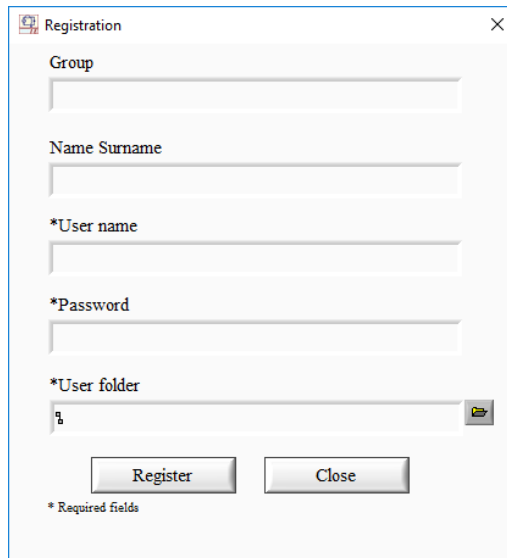 Registration
Group
Name Surname
*User name
*Password
*User folder
Register Close
* Required fields